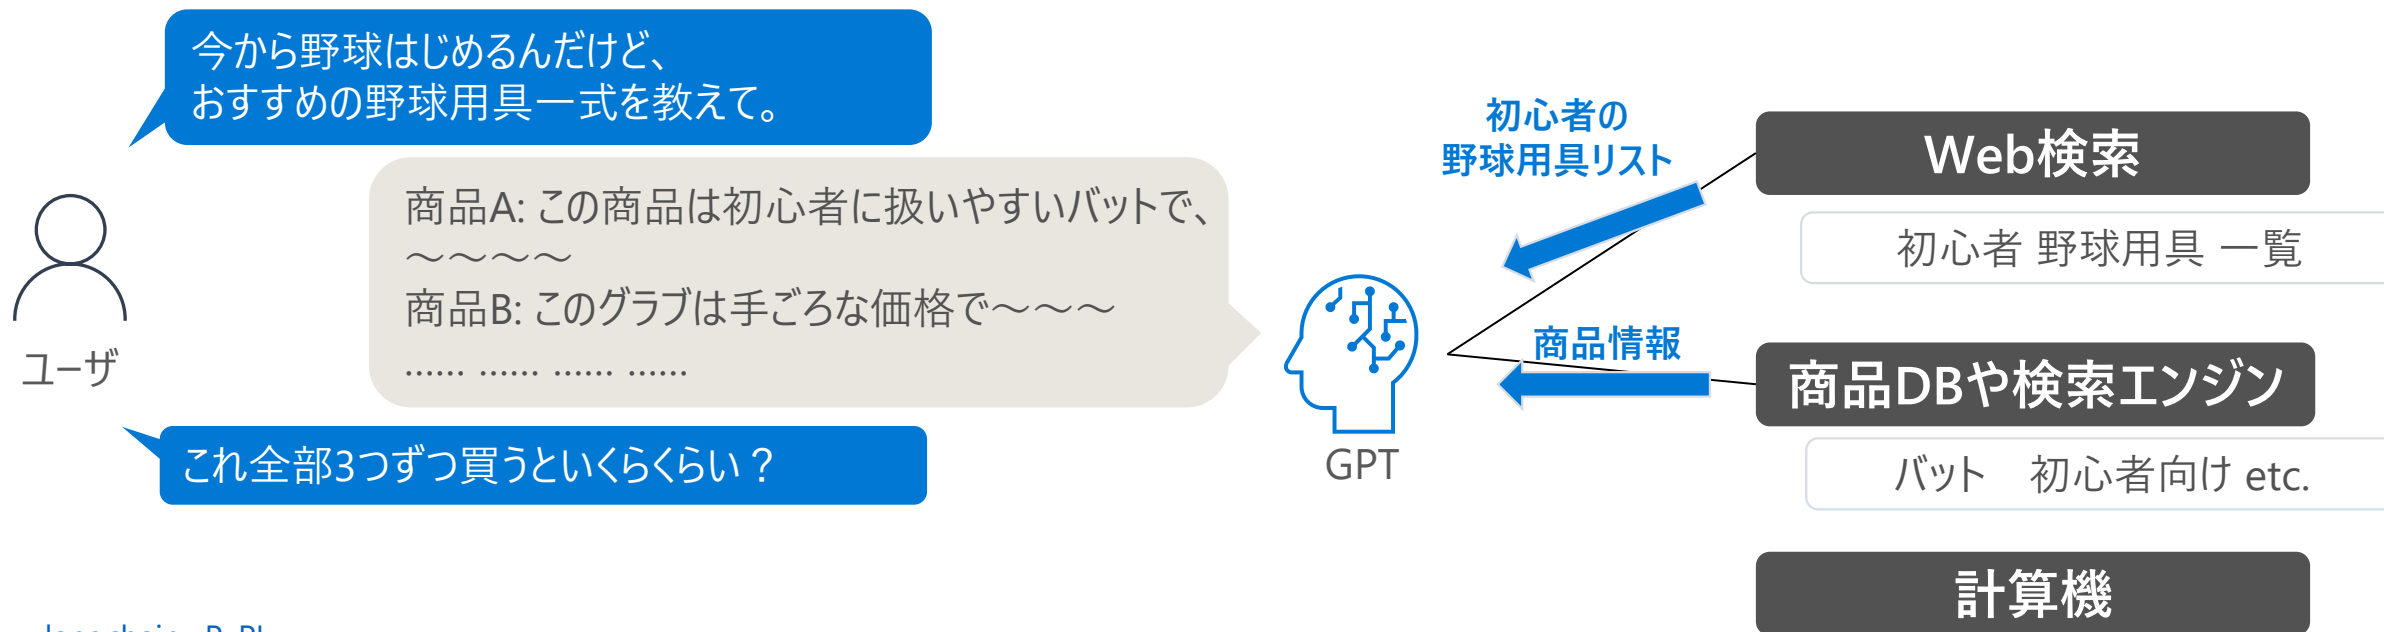 今から野球はじめるんだけど、
おすすめの野球用具一式を教えて。
商品A: この商品は初心者に扱いやすいバットで、
～～～～
商品B: このグラブは手ごろな価格で～～～
…… …… …… ……
ユーザ
これ全部3つずつ買うといくらくらい？
GPT
初心者の
野球用具リスト
商品情報
Web検索
初心者 野球用具 一覧
商品DBや検索エンジン
バット　初心者向け etc.
計算機